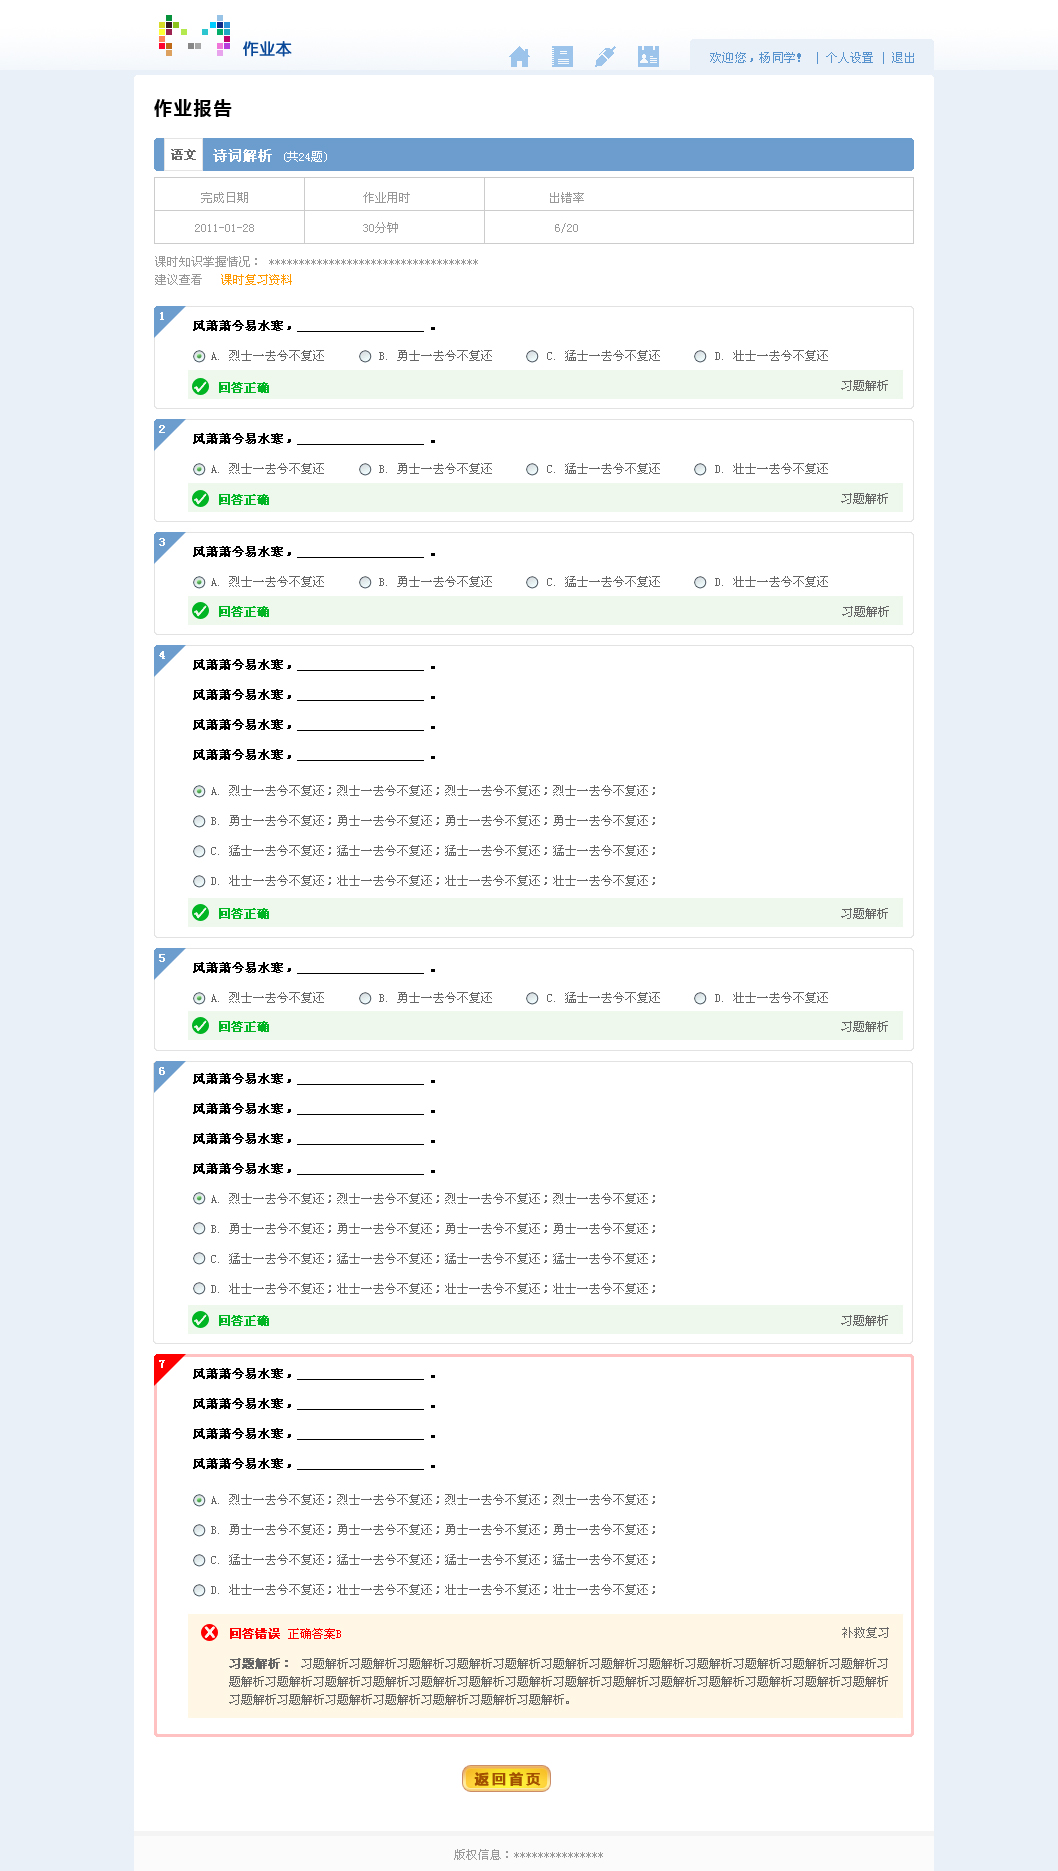 作业本
欢迎您，杨同学！ | 个人设置 | 退出
作业报告
语文 诗词解析 (共24题)
完成日期 作业用时 出错率
2011-01-28 30分钟 6/20
课时知识掌握情况： ***********************************
建议查看 课时复习资料
1
风萧萧今易水寒，____________________ 。
A. 烈士一去兮不复还 B. 勇士一去兮不复还 C. 猛士一去兮不复还 D. 壮士一去兮不复还
回答正确 习题解析
2
风萧萧今易水寒，____________________ 。
A. 烈士一去兮不复还 B. 勇士一去兮不复还 C. 猛士一去兮不复还 D. 壮士一去兮不复还
回答正确 习题解析
3
风萧萧今易水寒，____________________ 。
A. 烈士一去兮不复还 B. 勇士一去兮不复还 C. 猛士一去兮不复还 D. 壮士一去兮不复还
回答正确 习题解析
4
风萧萧今易水寒，____________________ 。
风萧萧今易水寒，____________________ 。
风萧萧今易水寒，____________________ 。
风萧萧今易水寒，____________________ 。
A. 烈士一去兮不复还；烈士一去兮不复还；烈士一去兮不复还；烈士一去兮不复还；
B. 勇士一去兮不复还；勇士一去兮不复还；勇士一去兮不复还；勇士一去兮不复还；
C. 猛士一去兮不复还；猛士一去兮不复还；猛士一去兮不复还；猛士一去兮不复还；
D. 壮士一去兮不复还；壮士一去兮不复还；壮士一去兮不复还；壮士一去兮不复还；
回答正确 习题解析
5
风萧萧今易水寒，____________________ 。
A. 烈士一去兮不复还 B. 勇士一去兮不复还 C. 猛士一去兮不复还 D. 壮士一去兮不复还
回答正确 习题解析
6
风萧萧今易水寒，____________________ 。
风萧萧今易水寒，____________________ 。
风萧萧今易水寒，____________________ 。
风萧萧今易水寒，____________________ 。
A. 烈士一去兮不复还；烈士一去兮不复还；烈士一去兮不复还；烈士一去兮不复还；
B. 勇士一去兮不复还；勇士一去兮不复还；勇士一去兮不复还；勇士一去兮不复还；
C. 猛士一去兮不复还；猛士一去兮不复还；猛士一去兮不复还；猛士一去兮不复还；
D. 壮士一去兮不复还；壮士一去兮不复还；壮士一去兮不复还；壮士一去兮不复还；
回答正确 习题解析
7
风萧萧今易水寒，____________________ 。
风萧萧今易水寒，____________________ 。
风萧萧今易水寒，____________________ 。
风萧萧今易水寒，____________________ 。
A. 烈士一去兮不复还；烈士一去兮不复还；烈士一去兮不复还；烈士一去兮不复还；
B. 勇士一去兮不复还；勇士一去兮不复还；勇士一去兮不复还；勇士一去兮不复还；
C. 猛士一去兮不复还；猛士一去兮不复还；猛士一去兮不复还；猛士一去兮不复还；
D. 壮士一去兮不复还；壮士一去兮不复还；壮士一去兮不复还；壮士一去兮不复还；
回答错误 正确答案B 补救复习
习题解析： 习题解析习题解析习题解析习题解析习题解析习题解析习题解析习题解析习题解析习题解析习题解析习题解析习
题解析习题解析习题解析习题解析习题解析习题解析习题解析习题解析习题解析习题解析习题解析习题解析习题解析习题解析
习题解析习题解析习题解析习题解析习题解析习题解析习题解析。
返回首页
版权信息：***************